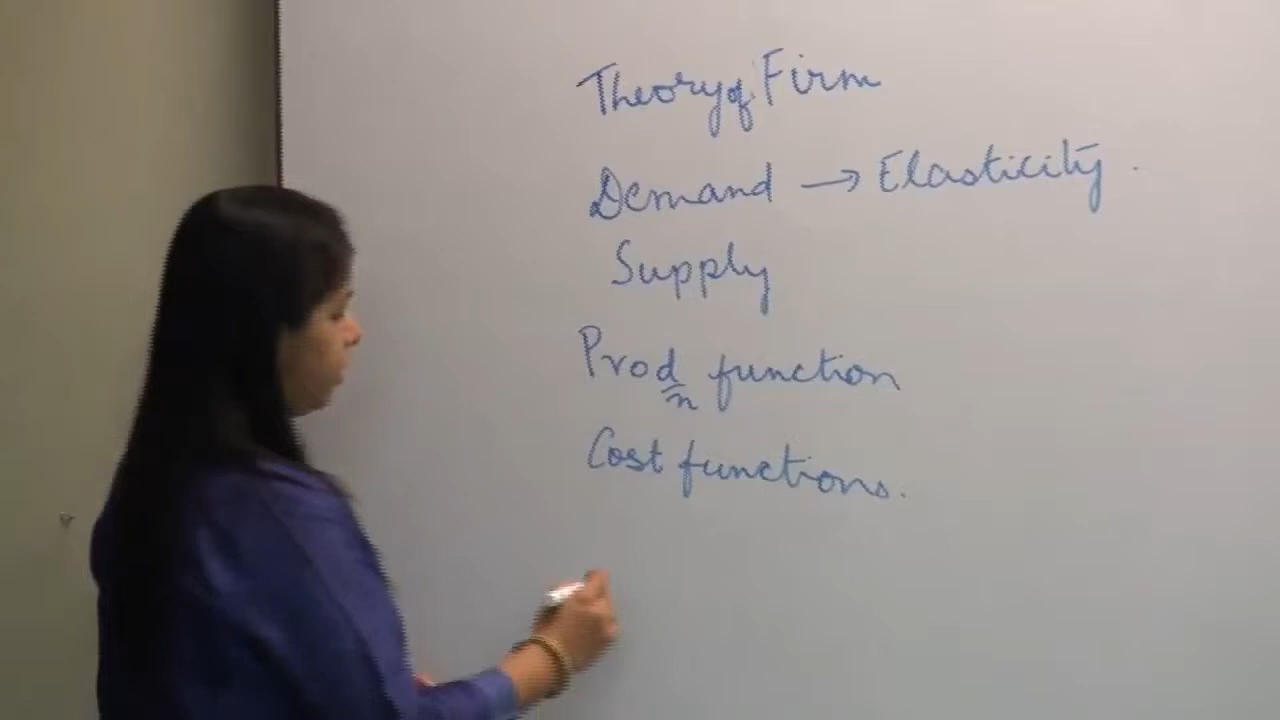 Theory of Firm
Demand → Elasticity.
Supply
Prodn function
Cost functions.